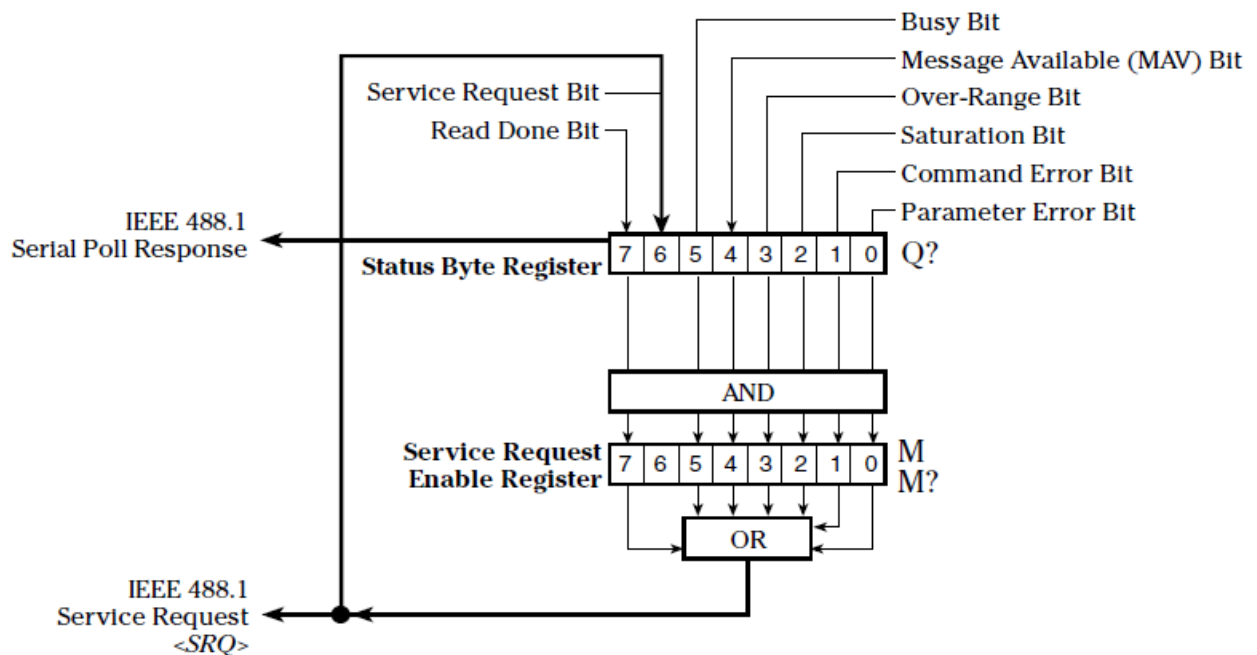 Busy Bit
Message Available (MAV) Bit
Service Request Bit
Over-Range Bit
Read Done Bit
Saturation Bit
Command Error Bit
Parameter Error Bit
IEEE 488.1
Serial Poll Response
Status Byte Register
7 6 5 4 3 2 1 0
Q?
AND
Service Request
Enable Register
7 6 5 4 3 2 1 0
M
M?
OR
IEEE 488.1
Service Request
<SRQ>